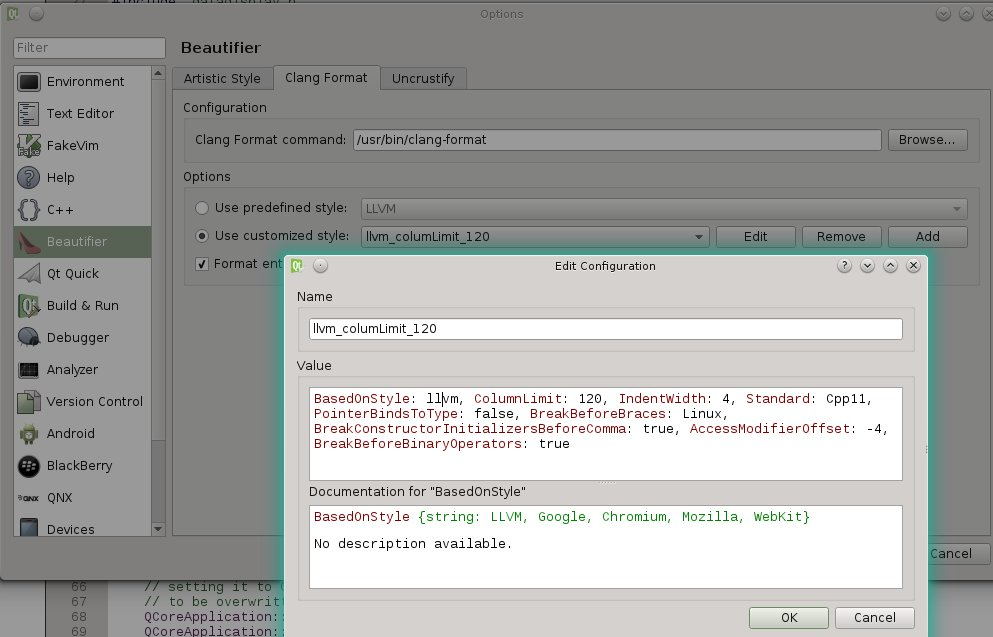 #include "datadisplay.h"
Options
Filter
Beautifier
Environment
Text Editor
FakeVim
Help
C++
Beautifier
Qt Quick
Build & Run
Debugger
Analyzer
Version Control
Android
BlackBerry
QNX
Devices
Artistic Style Clang Format Uncrustify
Configuration
Clang Format command: /usr/bin/clang-format Browse...
Options
Use predefined style: LLVM
Use customized style: llvm_columLimit_120 Edit Remove Add
Format ent
Edit Configuration
Name
llvm_columLimit_120
Value
BasedOnStyle: llvm, ColumnLimit: 120, IndentWidth: 4, Standard: Cpp11,
PointerBindsToType: false, BreakBeforeBraces: Linux,
BreakConstructorInitializersBeforeComma: true, AccessModifierOffset: -4,
BreakBeforeBinaryOperators: true
Documentation for "BasedOnStyle"
BasedOnStyle {string: LLVM, Google, Chromium, Mozilla, WebKit}
No description available.
OK Cancel
Cancel
66 // setting it to
67 // to be overwrit
68 QCoreApplication::
69 QCoreApplication::